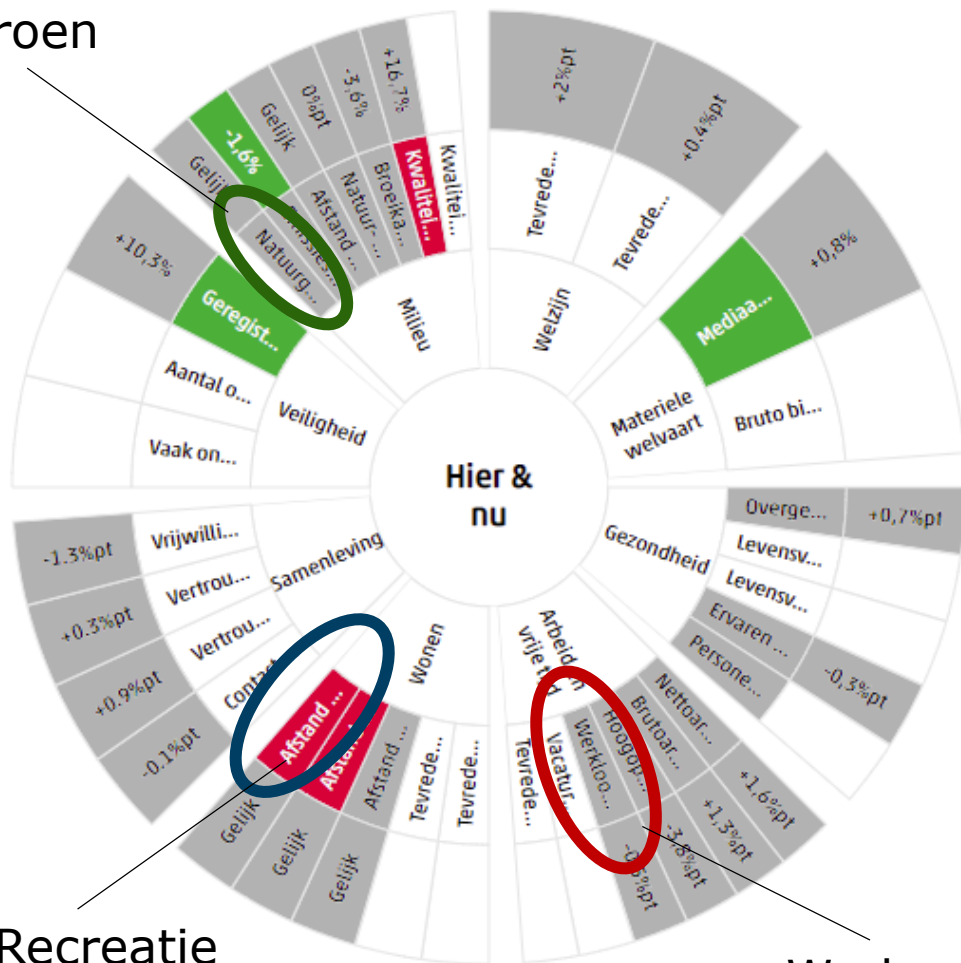 roen
+16,7%
-3,6%
0%pt
Gelijk
-1,6%
Gelijk
Kwalitei...
Kwalitei...
Broeika...
Natuur-...
Afstand ...
Natuurg...
Milieu
+2%pt
+0.4%pt
Tevrede...
Tevrede...
Welzijn
+0,8%
Mediaa...
Bruto bi...
Materiele
welvaart
+10,3%
Geregist...
Aantal o...
Vaak on...
Veiligheid
Hier &
nu
Overge...
+0,7%pt
Levensv...
Levensv...
Ervaren ...
-0,3%pt
Persone...
Gezondheid
-1.3%pt
Vrijwilli...
+0.3%pt
Vertrou...
+0.9%pt
Vertrou...
-0.1%pt
Samenleving
Wonen
Afstand ...
Afstand ...
Tevrede...
Tevrede...
Gelijk
Gelijk
Gelijk
vrije tijd
Nettoar...
Brutoar...
Hoogop...
Werkloo...
Vacatur...
Tevrede...
+1,6%pt
+1,3%pt
-3,8%pt
Recreatie